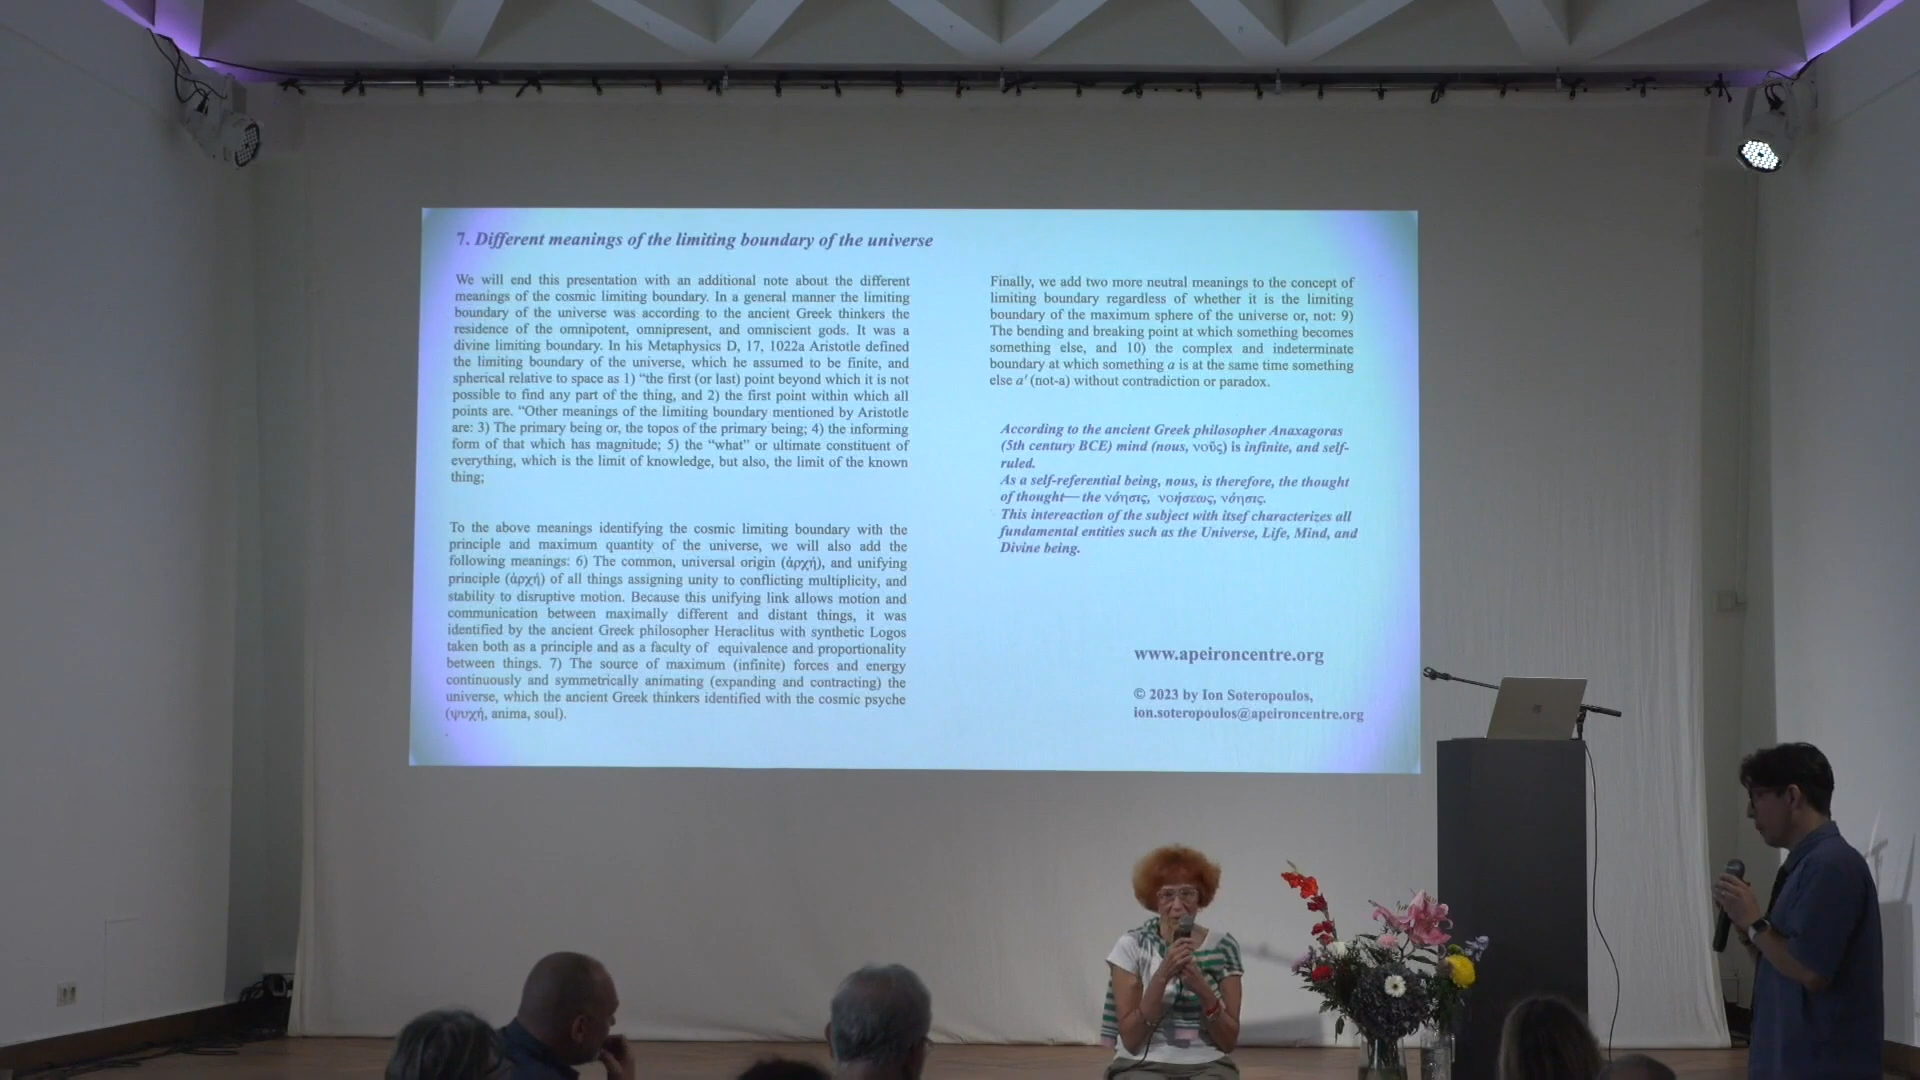 7. Different meanings of the limiting boundary of the universe
We will end this presentation with an additional note about the different
meanings of the cosmic limiting boundary. In a general manner the limiting
boundary of the universe was according to the ancient Greek thinkers the
residence of the omnipotent, omnipresent, and omniscient gods. It was a
divine limiting boundary. In his Metaphysics D, 17, 1022a Aristotle defined
the limiting boundary of the universe, which he assumed to be finite, and
spherical relative to space as 1) “the first (or last) point beyond which it is not
possible to find any part of the thing, and 2) the first point within which all
points are. “Other meanings of the limiting boundary mentioned by Aristotle
are: 3) The primary being or, the topos of the primary being; 4) the informing
form of that which has magnitude; 5) the “what” or ultimate constituent of
everything, which is the limit of knowledge, but also, the limit of the known
thing;
To the above meanings identifying the cosmic limiting boundary with the
principle and maximum quantity of the universe, we will also add the
following meanings: 6) The common, universal origin (ἀρχή), and unifying
principle (ἀρχή) of all things assigning unity to conflicting multiplicity, and
stability to disruptive motion. Because this unifying link allows motion and
communication between maximally different and distant things, it was
identified by the ancient Greek philosopher Heraclitus with synthetic Logos
taken both as a principle and as a faculty of equivalence and proportionality
between things. 7) The source of maximum (infinite) forces and energy
continuously and symmetrically animating (expanding and contracting) the
universe, which the ancient Greek thinkers identified with the cosmic psyche
(ψυχή, anima, soul).
Finally, we add two more neutral meanings to the concept of
limiting boundary regardless of whether it is the limiting
boundary of the maximum sphere of the universe or, not: 9)
The bending and breaking point at which something becomes
something else, and 10) the complex and indeterminate
boundary at which something a is at the same time something
else a' (not-a) without contradiction or paradox.
According to the ancient Greek philosopher Anaxagoras
(5th century BCE) mind (nous, νοῦς) is infinite, and self-
ruled.
As a self-referential being, nous, is therefore, the thought
of thought—the νόησις, νοήσεως, νόησις.
This intereaction of the subject with itsef characterizes all
fundamental entities such as the Universe, Life, Mind, and
Divine being.
www.apeironcentre.org
© 2023 by Ion Soteropoulos,
ion.soteropoulos@apeironcentre.org